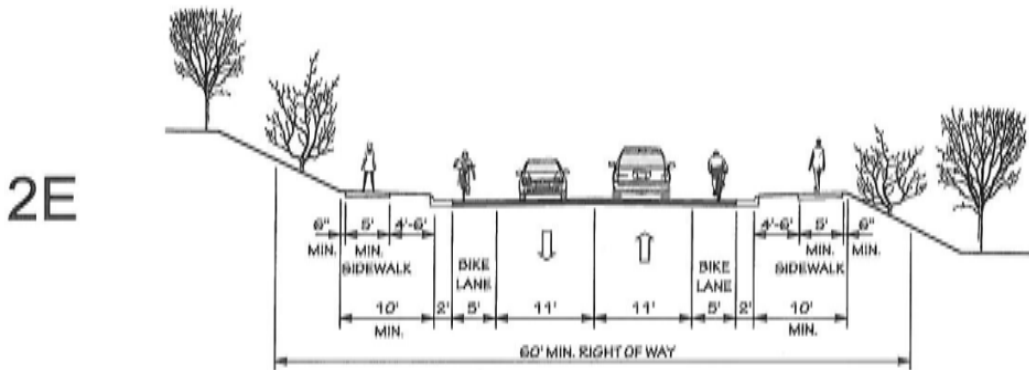 2E
6" 5' 4'-6' 4'-6' 5' 6"
MIN. MIN. MIN. MIN.
SIDEWALK BIKE BIKE SIDEWALK
LANE LANE
10' 2' 5' 11' 11' 5' 2' 10'
MIN. MIN.
60' MIN. RIGHT OF WAY